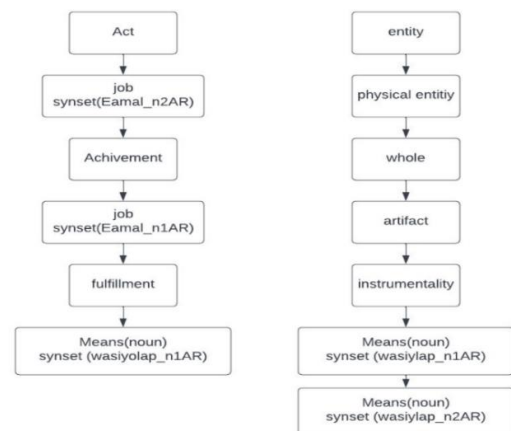 Act
job
synset(Eamal_n2AR)
Achivement
job
synset(Eamal_n1AR)
fulfillment
Means(noun)
synset (wasiyolap_n1AR)
entity
physical entitiy
whole
artifact
instrumentality
Means(noun)
synset (wasiylap_n1AR)
Means(noun)
synset (wasiylap_n2AR)